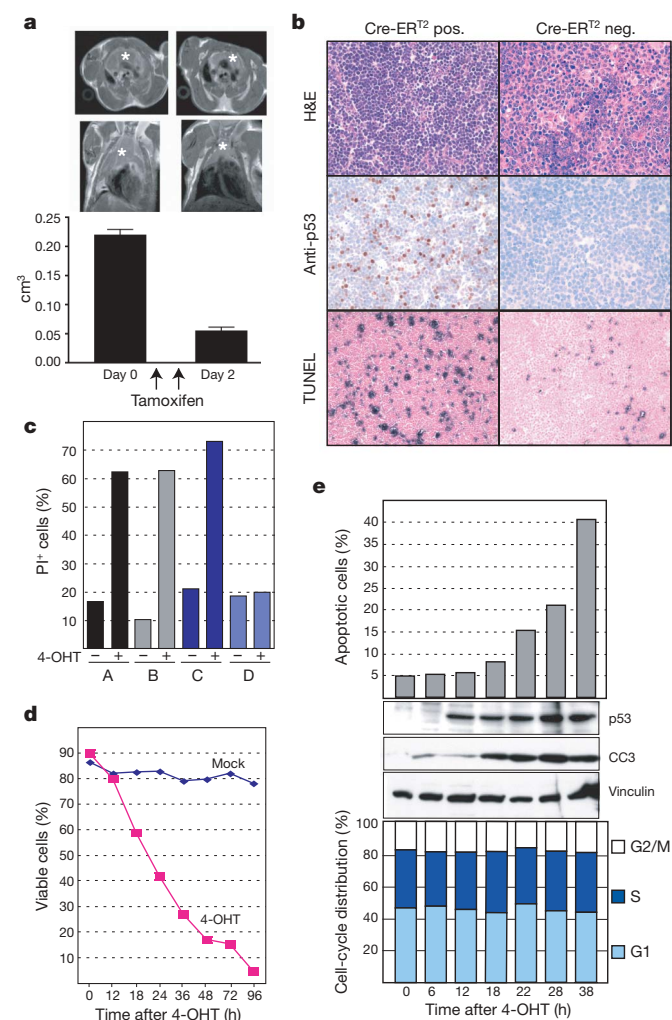 a
cm3
0.25
0.20
0.15
0.10
0.05
0.00
Day 0
Day 2
Tamoxifen
b
Cre-ERT2 pos.
Cre-ERT2 neg.
H&E
Anti-p53
TUNEL
c
PI+ cells (%)
70
60
50
40
30
20
10
4-OHT
– + – + – + – +
A B C D
d
Viable cells (%)
90
80
70
60
50
40
30
20
10
Mock
4-OHT
0 12 18 24 36 48 72 96
Time after 4-OHT (h)
e
Apoptotic cells (%)
40
35
30
25
20
15
10
5
p53
CC3
Vinculin
Cell-cycle distribution (%)
100
80
60
40
20
G2/M
S
G1
0 6 12 18 22 28 38
Time after 4-OHT (h)